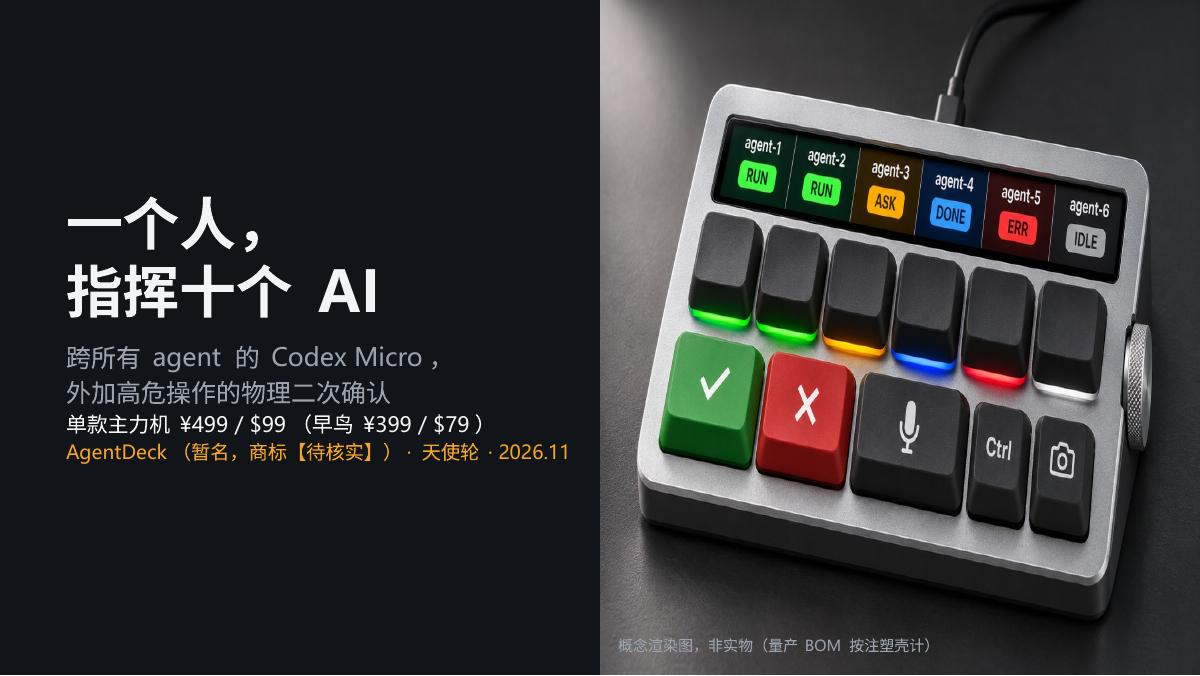 一个人，
指挥十个 AI
跨所有 agent 的 Codex Micro，
外加高危操作的物理二次确认
单款主力机 ¥499 / $99 （早鸟 ¥399 / $79 ）
AgentDeck （暂名，商标【待核实】） · 天使轮 · 2026.11
agent-1 agent-2 agent-3 agent-4 agent-5 agent-6
RUN RUN ASK DONE ERR IDLE
Ctrl
概念渲染图，非实物（量产 BOM 按注塑壳计）